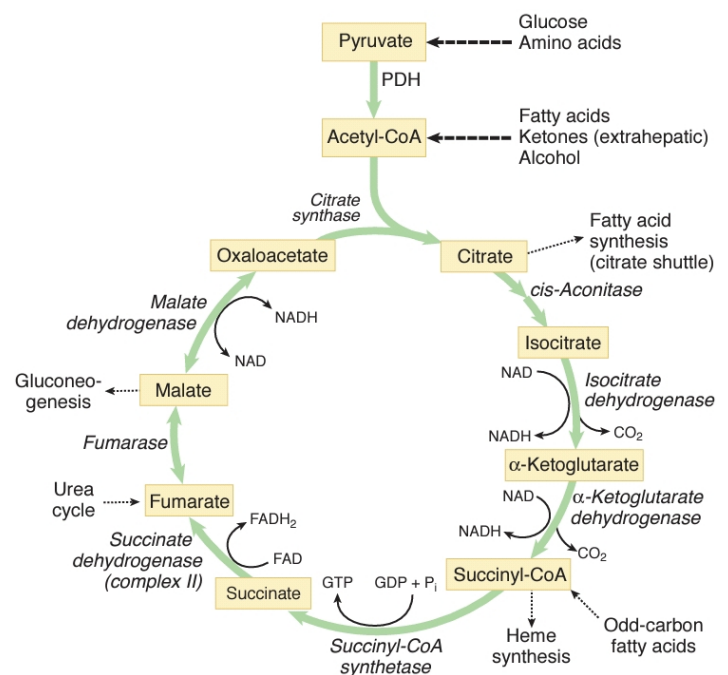 Glucose
Pyruvate
Amino acids
PDH
Fatty acids
Acetyl-CoA
Ketones (extrahepatic)
Alcohol
Citrate
synthase
Fatty acid
synthesis
(citrate shuttle)
Oxaloacetate
Citrate
cis-Aconitase
Malate
dehydrogenase
NADH
NAD
Isocitrate
NAD
Isocitrate
dehydrogenase
NADH
CO₂
Gluconeo-
genesis
Malate
Fumarase
α-Ketoglutarate
NAD
α-Ketoglutarate
dehydrogenase
NADH
CO₂
Urea
cycle
Fumarate
FADH₂
FAD
Succinate
dehydrogenase
(complex II)
Succinate
GTP
GDP + Pᵢ
Succinyl-CoA
Succinyl-CoA
synthetase
Heme
synthesis
Odd-carbon
fatty acids